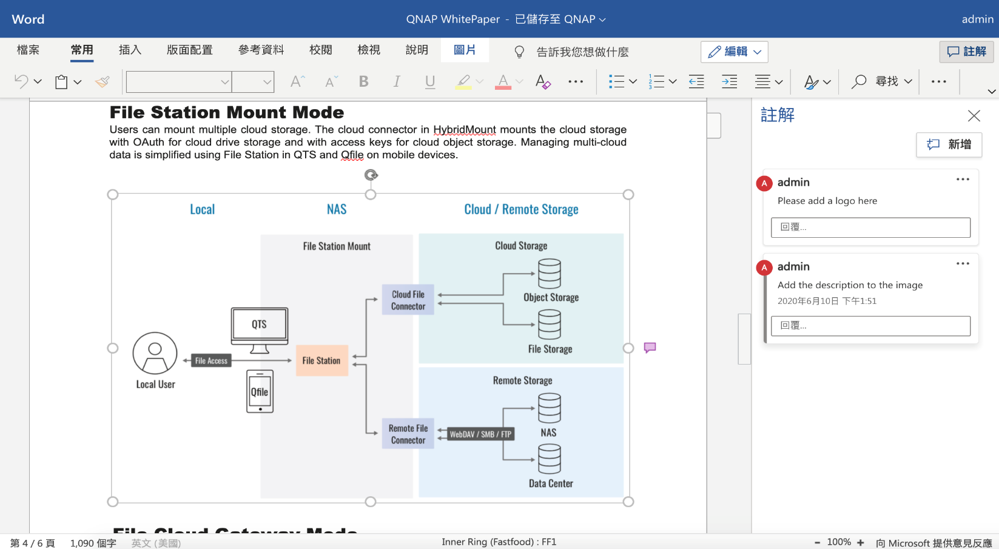 Word
QNAP WhitePaper - 已儲存至 QNAP
admin
檔案 常用 插入 版面配置 參考資料 校閱 檢視 說明 圖片 告訴我您想做什麼 編輯 註解
A A B I U A A 尋找
File Station Mount Mode
Users can mount multiple cloud storage. The cloud connector in HybridMount mounts the cloud storage
with OAuth for cloud drive storage and with access keys for cloud object storage. Managing multi-cloud
data is simplified using File Station in QTS and Qfile on mobile devices.
Local NAS Cloud / Remote Storage
File Station Mount
Cloud Storage
Cloud File
Connector
Object Storage
File Storage
QTS
File Access
File Station
Local User
Qfile
Remote Storage
Remote File
Connector
WebDAV / SMB / FTP
NAS
Data Center
File Cloud Gateway Mode
註解
新增
A admin
Please add a logo here
回覆...
A admin
Add the description to the image
2020年6月10日 下午1:51
回覆...
第 4 / 6 頁 1,090 個字 英文 (美國) Inner Ring (Fastfood) : FF1 - 100% + 向 Microsoft 提供意見反應